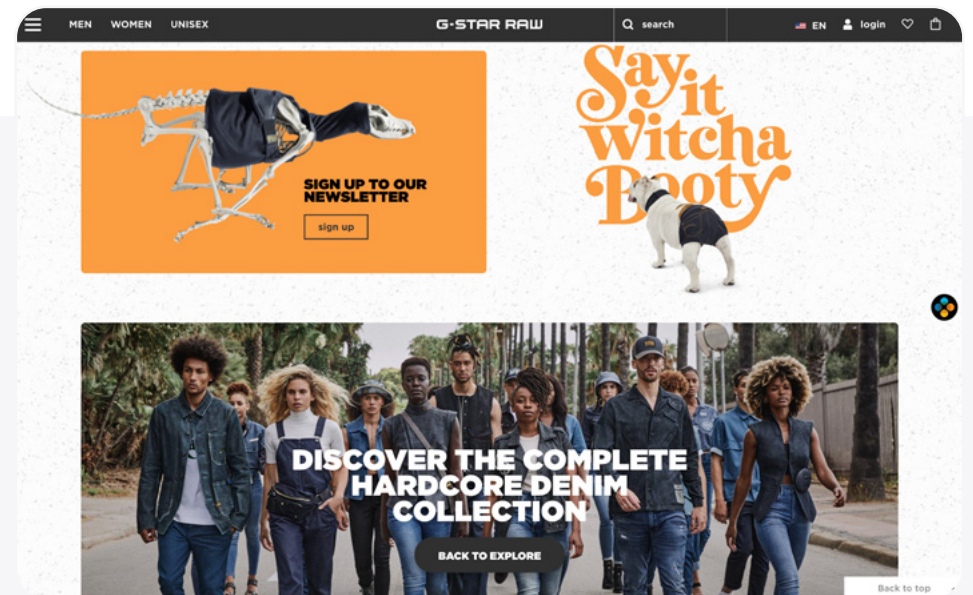 MEN WOMEN UNISEX G-STAR RAW search EN login
SIGN UP TO OUR
NEWSLETTER
sign up
Say
it
Witcha
Booty
DISCOVER THE COMPLETE
HARDCORE DENIM
COLLECTION
BACK TO EXPLORE
Back to top